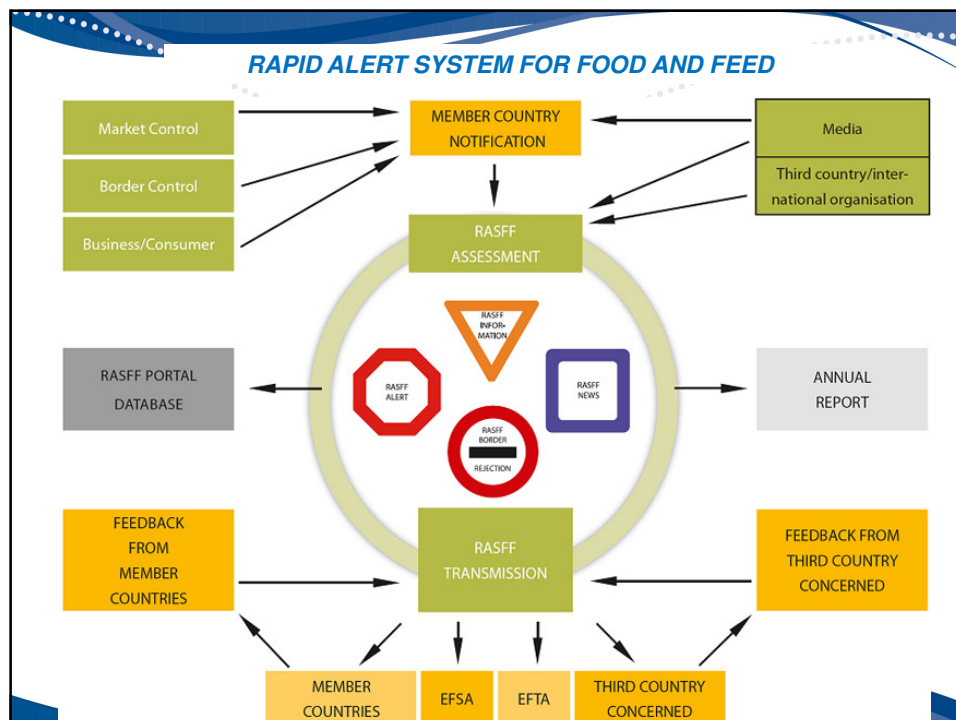 RAPID ALERT SYSTEM FOR FOOD AND FEED
Market Control
Border Control
Business/Consumer
MEMBER COUNTRY
NOTIFICATION
Media
Third country/inter-
national organisation
RASFF
ASSESSMENT
RASFF
INFOR-
MATION
RASFF
ALERT
RASFF
NEWS
RASFF
BORDER
REJECTION
RASFF PORTAL
DATABASE
ANNUAL
REPORT
FEEDBACK
FROM
MEMBER
COUNTRIES
RASFF
TRANSMISSION
FEEDBACK FROM
THIRD COUNTRY
CONCERNED
MEMBER
COUNTRIES
EFSA
EFTA
THIRD COUNTRY
CONCERNED